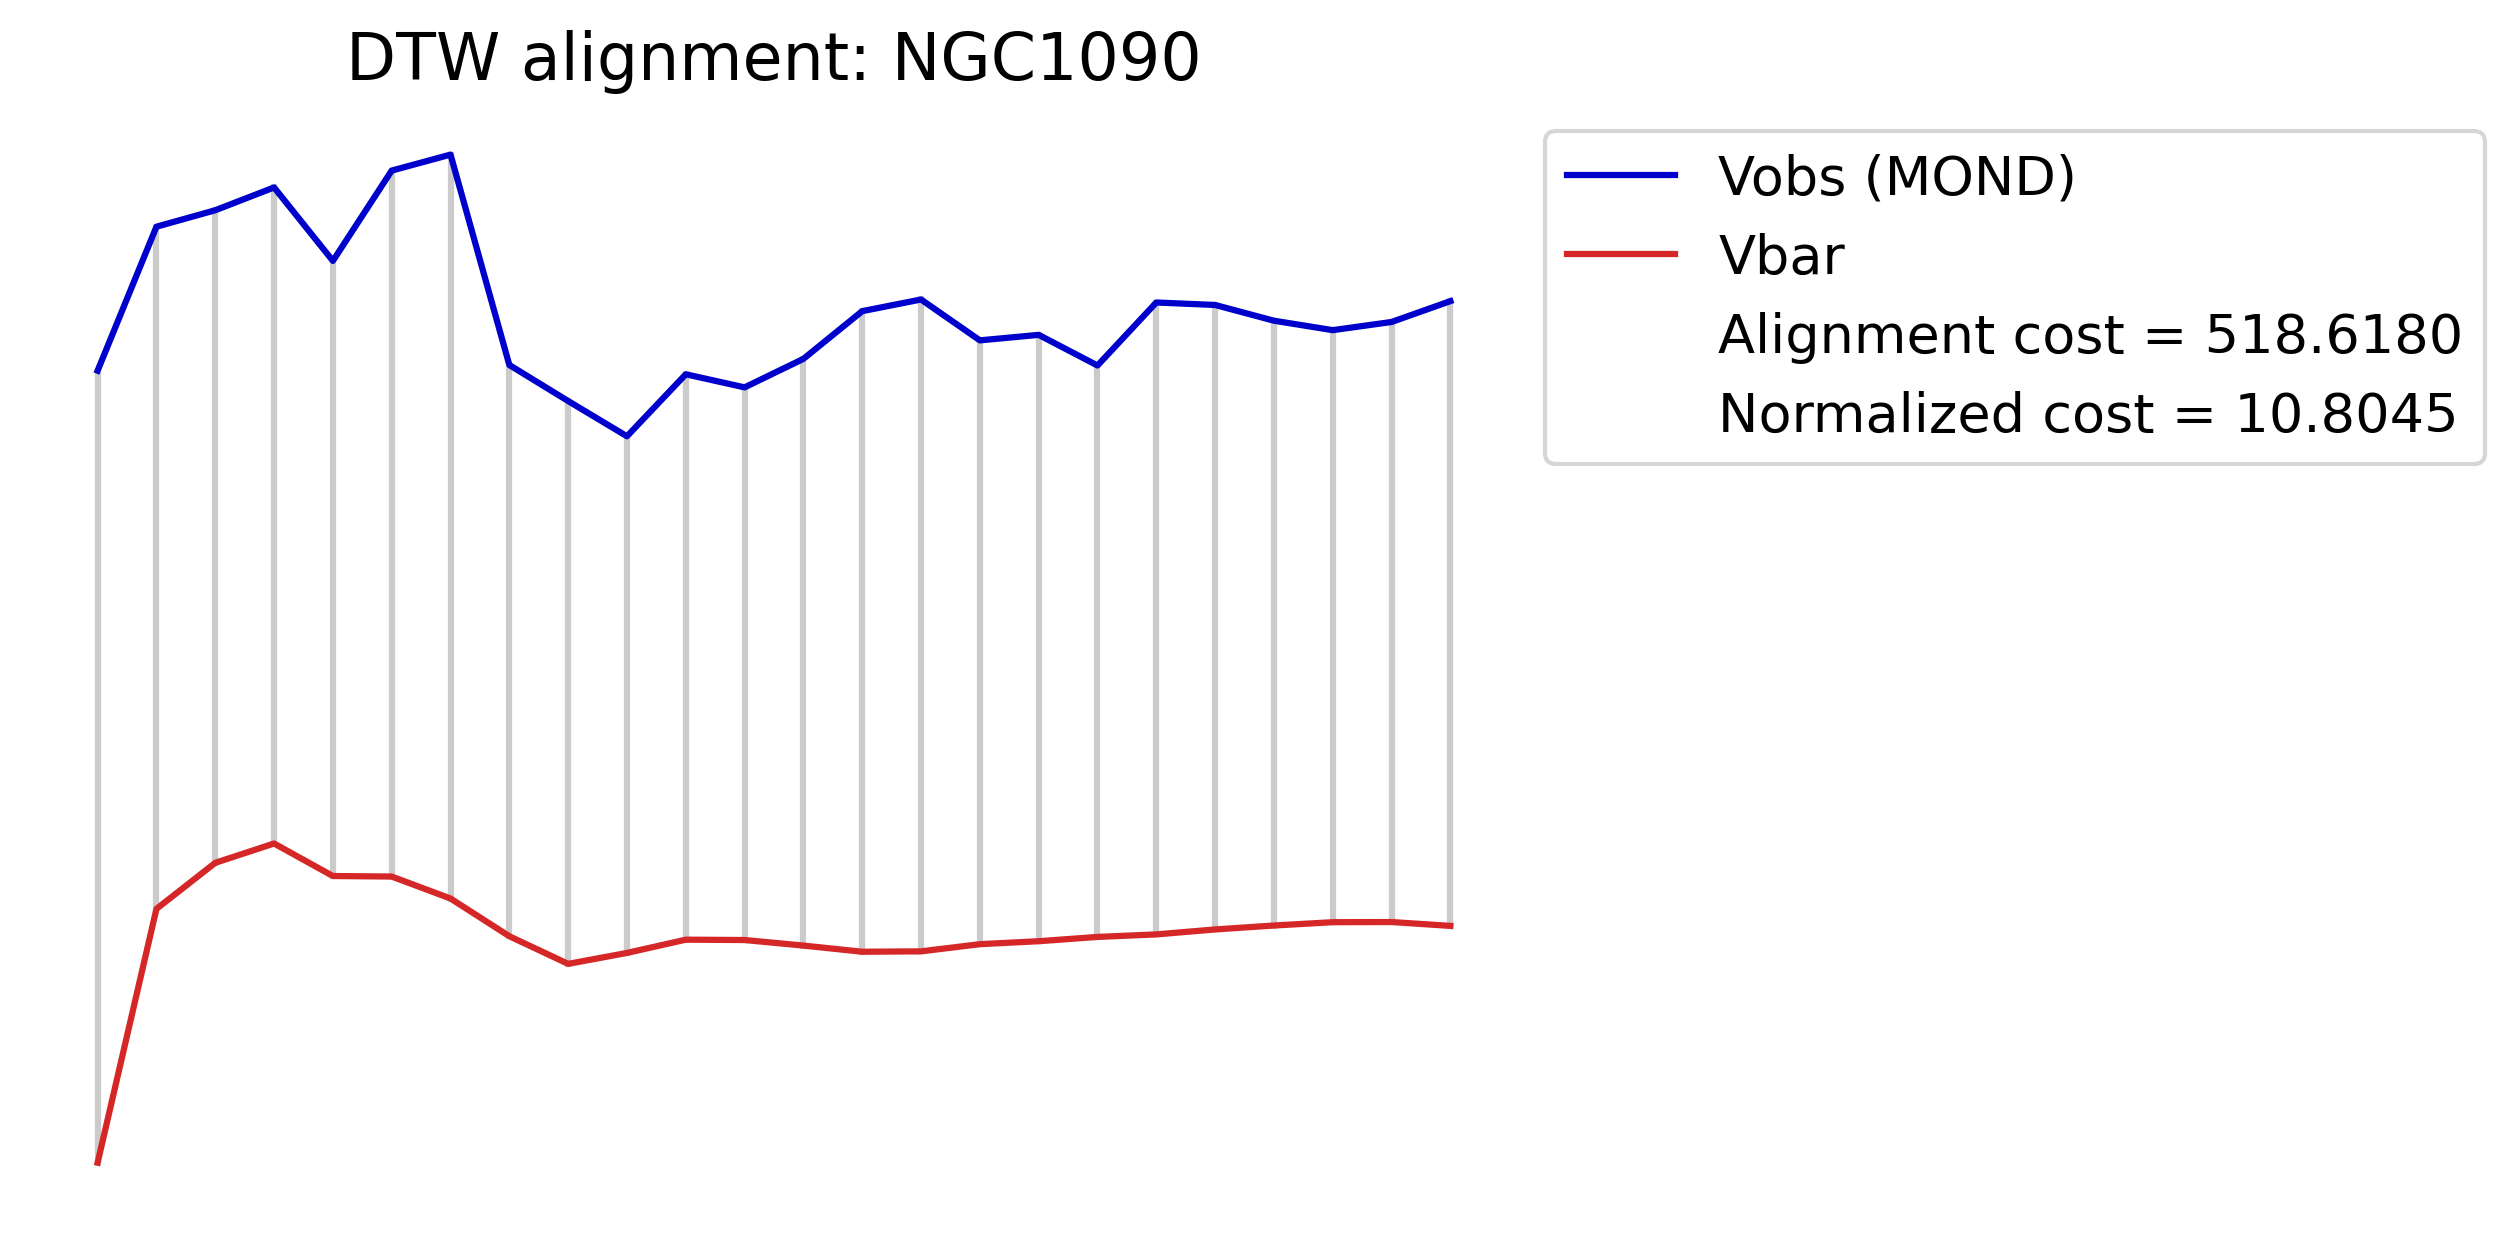 DTW alignment: NGC1090
Vobs (MOND)
Vbar
Alignment cost = 518.6180
Normalized cost = 10.8045